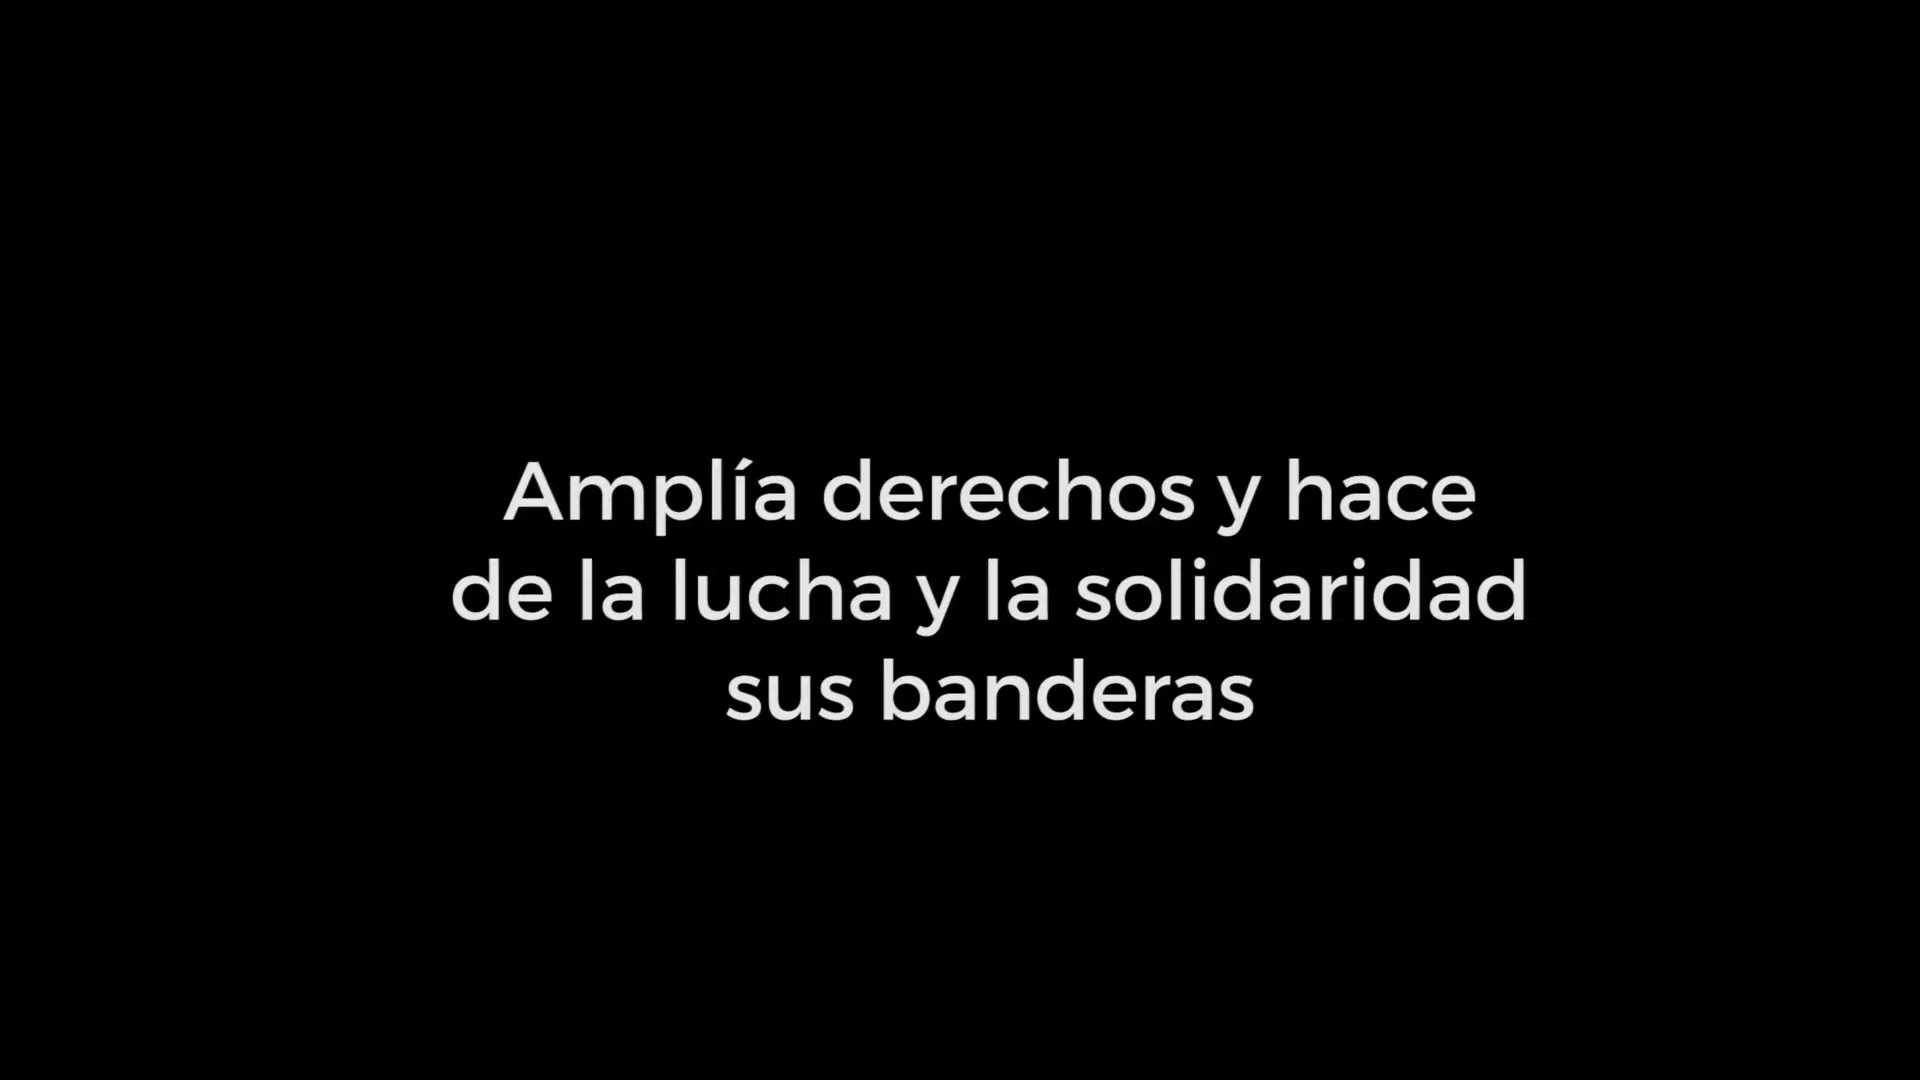 Amplía derechos y hace
de la lucha y la solidaridad
sus banderas